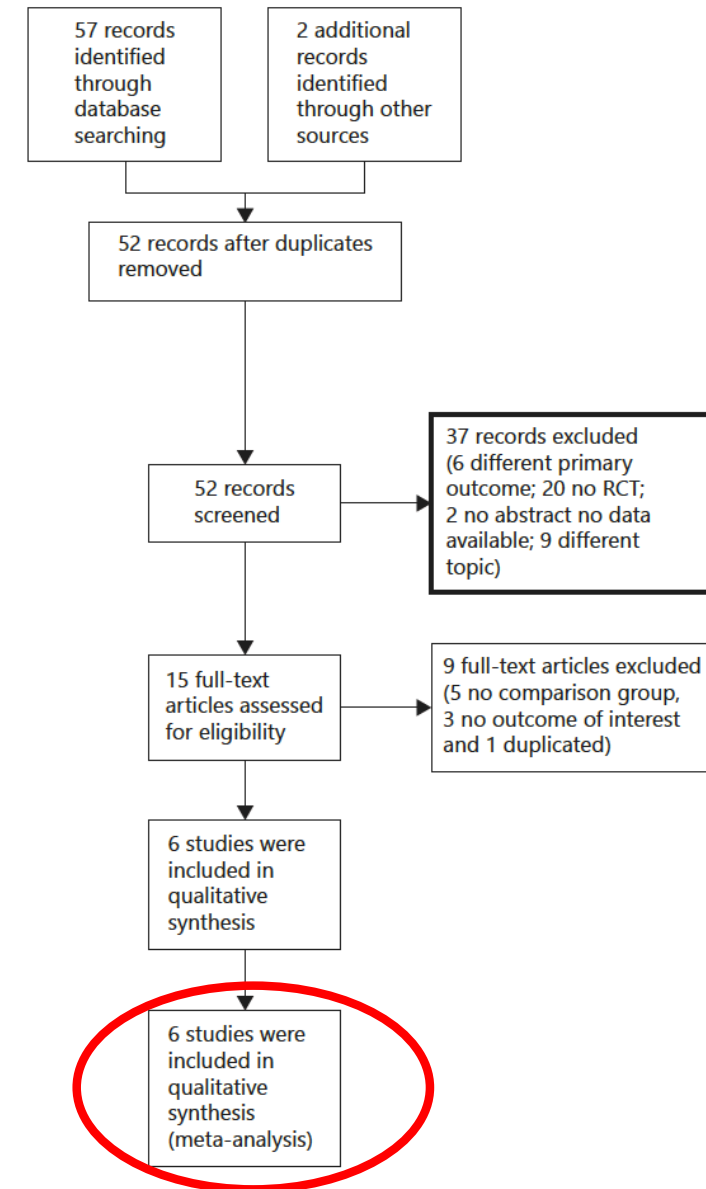 57 records
identified
through
database
searching
2 additional
records
identified
through other
sources
52 records after duplicates
removed
52 records
screened
37 records excluded
(6 different primary
outcome; 20 no RCT;
2 no abstract no data
available; 9 different
topic)
15 full-text
articles assessed
for eligibility
9 full-text articles excluded
(5 no comparison group,
3 no outcome of interest
and 1 duplicated)
6 studies were
included in
qualitative
synthesis
6 studies were
included in
qualitative
synthesis
(meta-analysis)